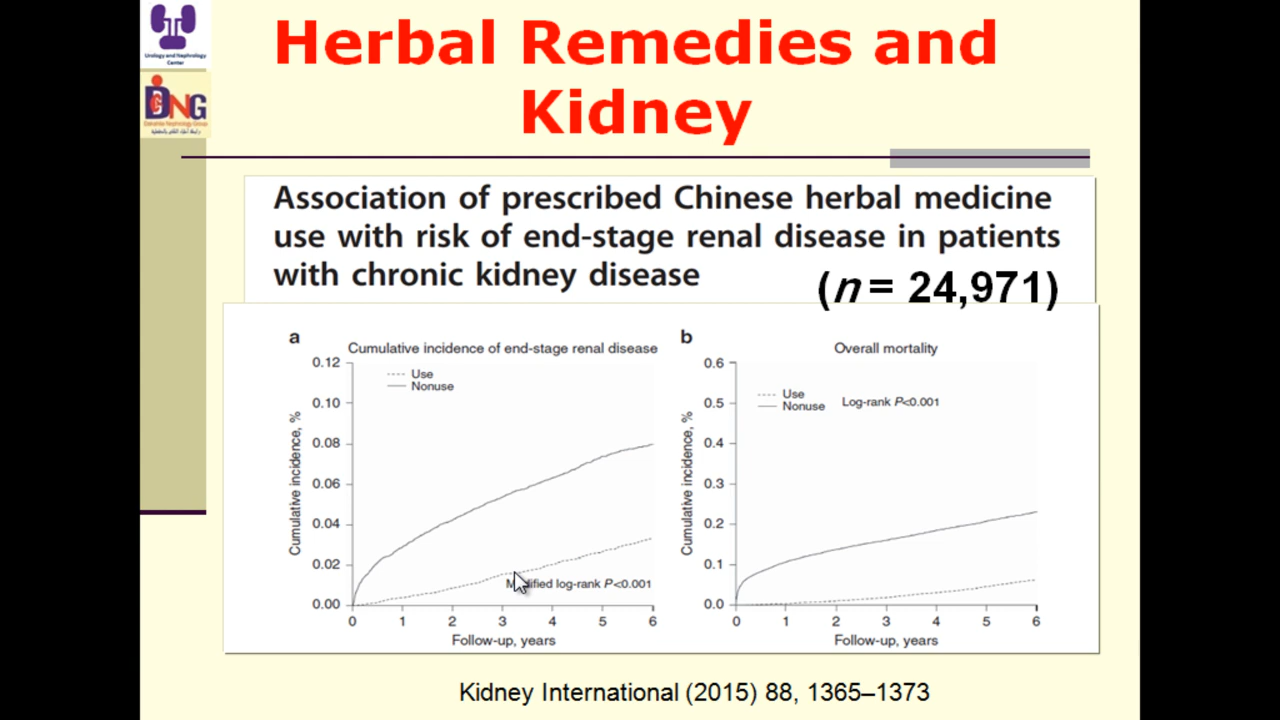 Urology and Nephrology
Center
DNG
Herbal Remedies and
Kidney
Association of prescribed Chinese herbal medicine
use with risk of end-stage renal disease in patients
with chronic kidney disease
(n = 24,971)
a
Cumulative incidence of end-stage renal disease
Use
Nonuse
Cumulative incidence, %
0.12
0.10
0.08
0.06
0.04
0.02
0.00
Modified log-rank P<0.001
0 1 2 3 4 5 6
Follow-up, years
b
Overall mortality
Use
Nonuse
Log-rank P<0.001
Cumulative incidence, %
0.6
0.5
0.4
0.3
0.2
0.1
0.0
0 1 2 3 4 5 6
Follow-up, years
Kidney International (2015) 88, 1365–1373